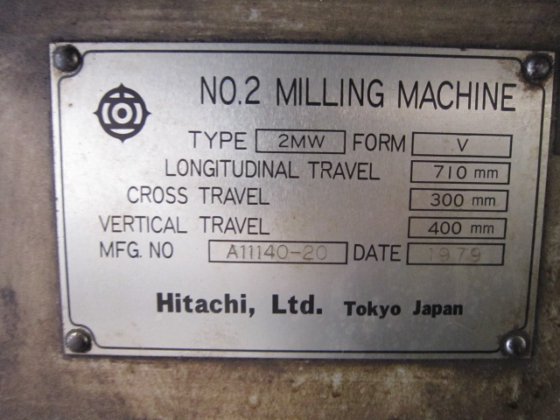 NO.2 MILLING MACHINE
TYPE 2MW FORM V
LONGITUDINAL TRAVEL 710 mm
CROSS TRAVEL 300 mm
VERTICAL TRAVEL 400 mm
MFG. NO A11140-20 DATE 1979
Hitachi, Ltd. Tokyo Japan